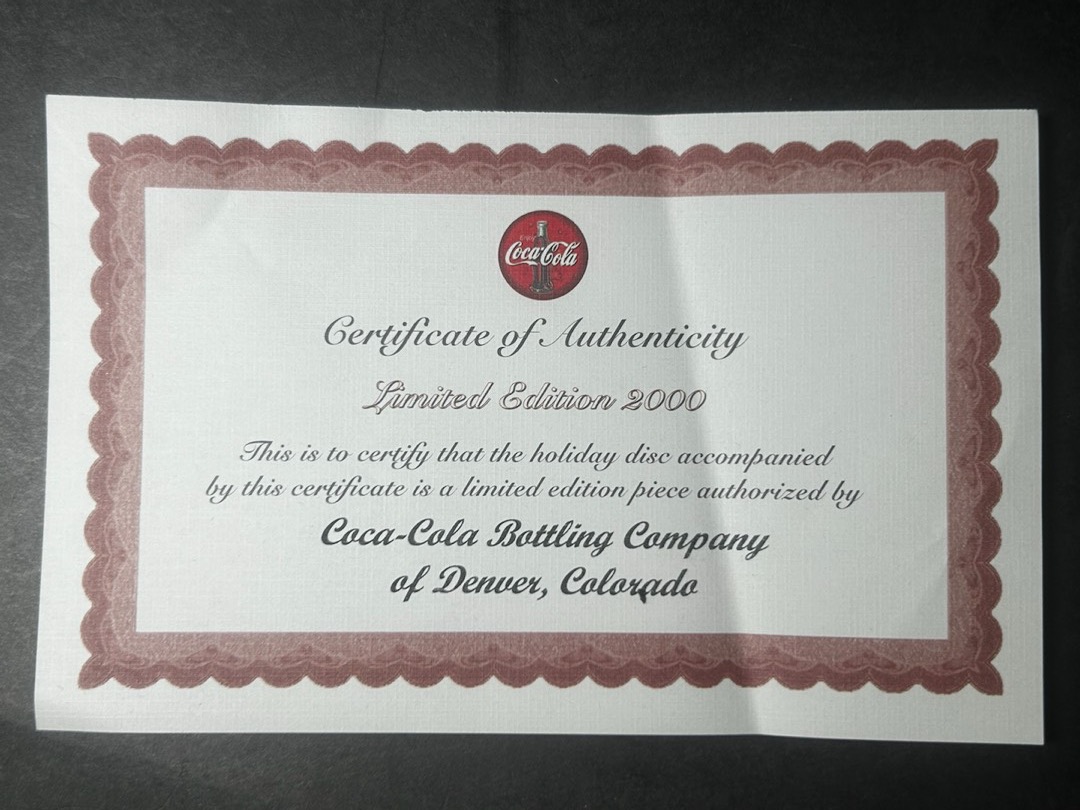 Enjoy
Coca-Cola
Certificate of Authenticity
Limited Edition 2000
This is to certify that the holiday disc accompanied
by this certificate is a limited edition piece authorized by
Coca-Cola Bottling Company
of Denver, Colorado